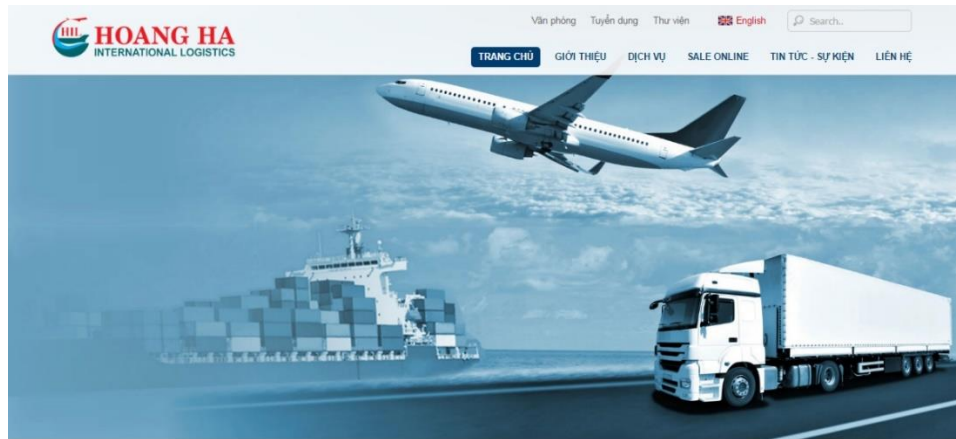 HHL
HOANG HA
INTERNATIONAL LOGISTICS
Văn phòng Tuyển dụng Thư viện English Search..
TRANG CHỦ GIỚI THIỆU DỊCH VỤ SALE ONLINE TIN TỨC - SỰ KIỆN LIÊN HỆ